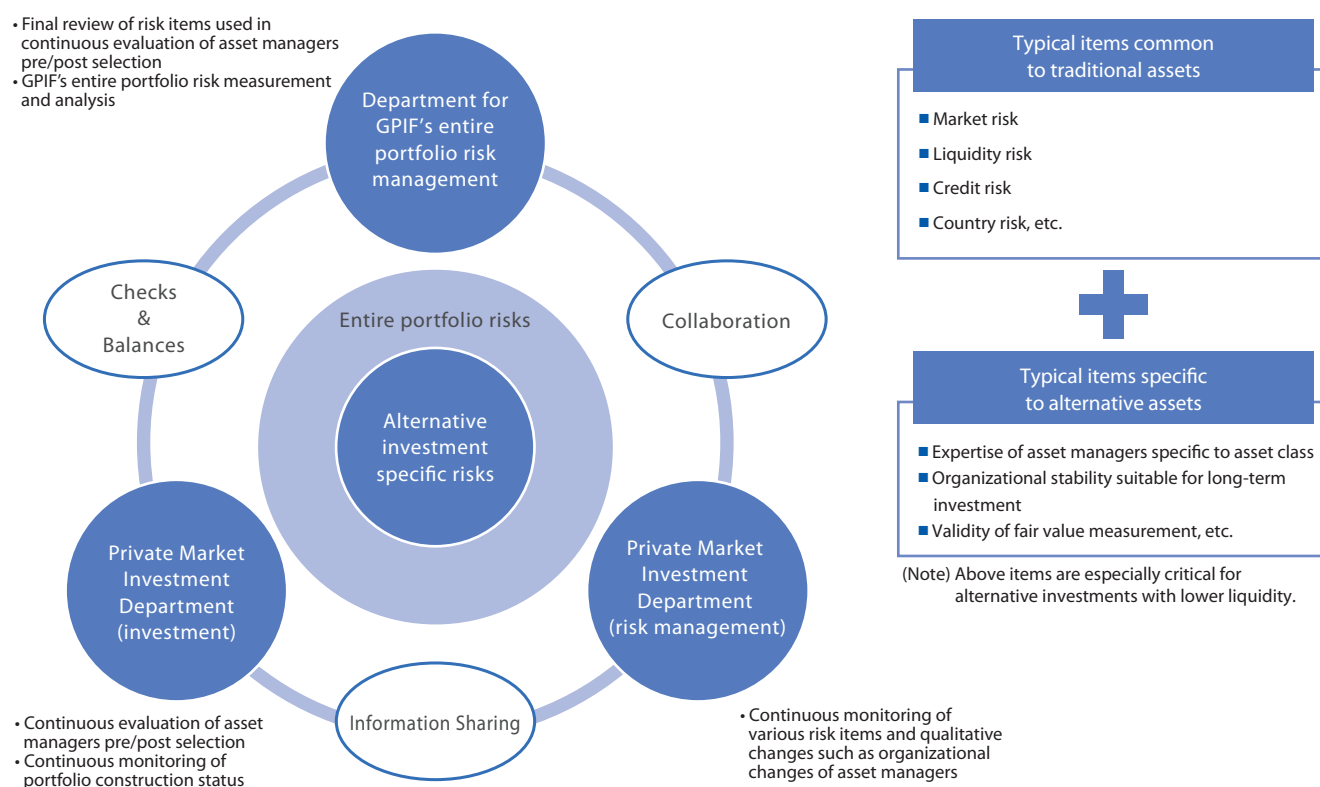 • Final review of risk items used in
continuous evaluation of asset managers
pre/post selection
• GPIF's entire portfolio risk measurement
and analysis
Department for
GPIF's entire
portfolio risk
management
Checks
&
Balances
Collaboration
Entire portfolio risks
Alternative
investment
specific risks
Private Market
Investment
Department
(investment)
Private Market
Investment
Department
(risk management)
Information Sharing
• Continuous evaluation of asset
managers pre/post selection
• Continuous monitoring of
portfolio construction status
• Continuous monitoring of
various risk items and qualitative
changes such as organizational
changes of asset managers
Typical items common
to traditional assets
■ Market risk
■ Liquidity risk
■ Credit risk
■ Country risk, etc.
Typical items specific
to alternative assets
■ Expertise of asset managers specific to asset class
■ Organizational stability suitable for long-term
investment
■ Validity of fair value measurement, etc.
(Note) Above items are especially critical for
alternative investments with lower liquidity.